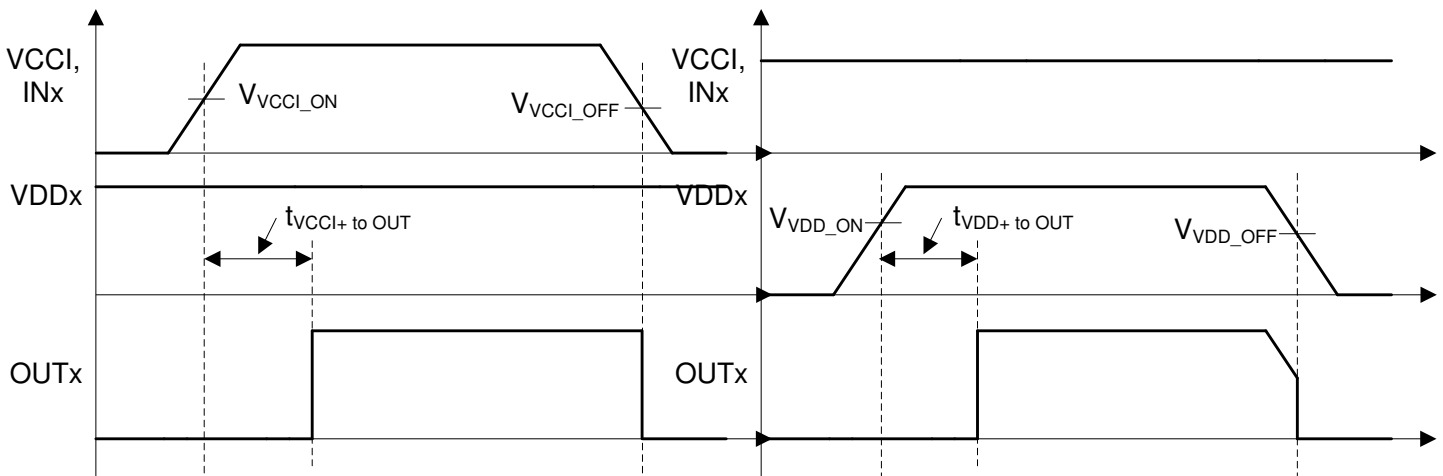 VCCI,
INx
VVCCI_ON
VVCCI_OFF
VDDx
tVCCI+ to OUT
OUTx
VCCI,
INx
VDDx
VVDD_ON
tVDD+ to OUT
VVDD_OFF
OUTx